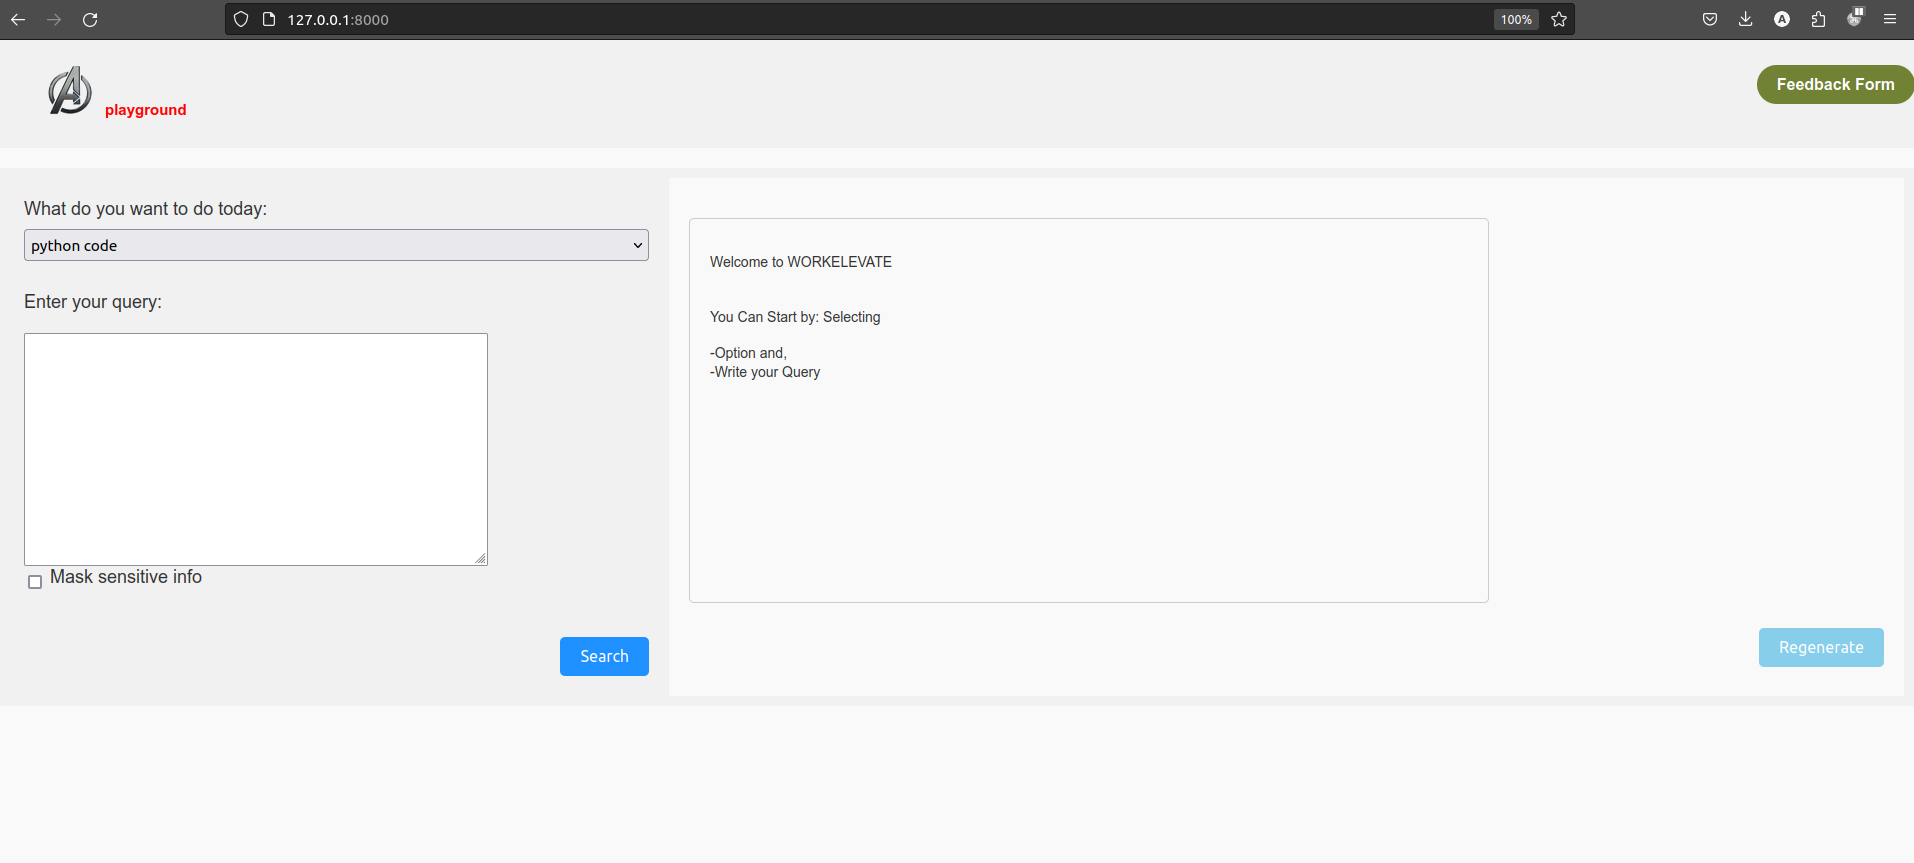 127.0.0.1:8000
100%
A
playground
Feedback Form
What do you want to do today:
python code
Enter your query:
Mask sensitive info
Search
Welcome to WORKELEVATE
You Can Start by: Selecting
-Option and,
-Write your Query
Regenerate